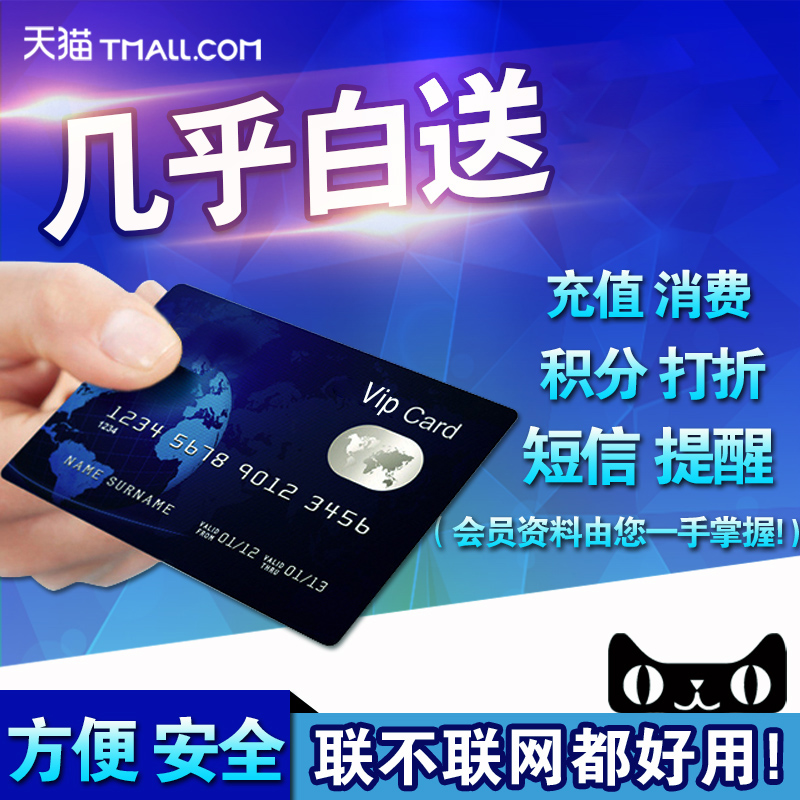 天猫 TMALL.COM
几乎白送
充值 消费
积分 打折
短信 提醒
(会员资料由您一手掌握!)
Vip Card
1234 5678 9012 3456
1234
NAME SURNAME
VALID FROM 01/12 VALID THRU 01/13
方便 安全
联不联网都好用!